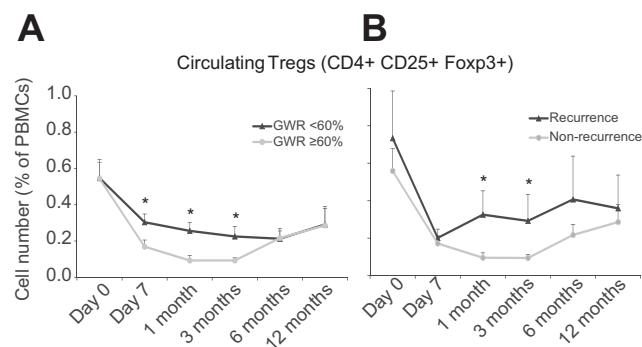 A
B
Circulating Tregs (CD4+ CD25+ Foxp3+)
Cell number (% of PBMCs)
1.0
0.8
0.6
0.4
0.2
0.0
GWR <60%
GWR ≥60%
*
*
*
Day 0
Day 7
1 month
3 months
6 months
12 months
Recurrence
Non-recurrence
*
*
Day 0
Day 7
1 month
3 months
6 months
12 months